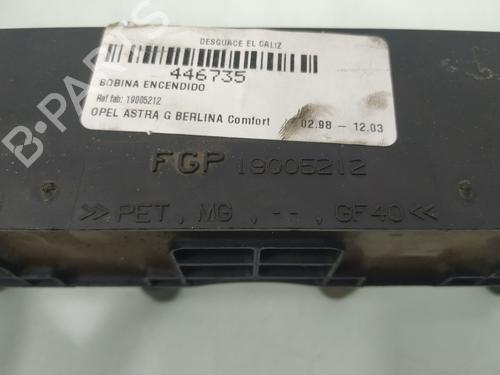 DESGUACE EL CALIZ
446735
BOBINA ENCENDIDO
Ref fab: 19005212
OPEL ASTRA G BERLINA Comfort 02.98 – 12.03
B-PARTS
FGP 19005212
>> PET, MG, --, GF40 <<